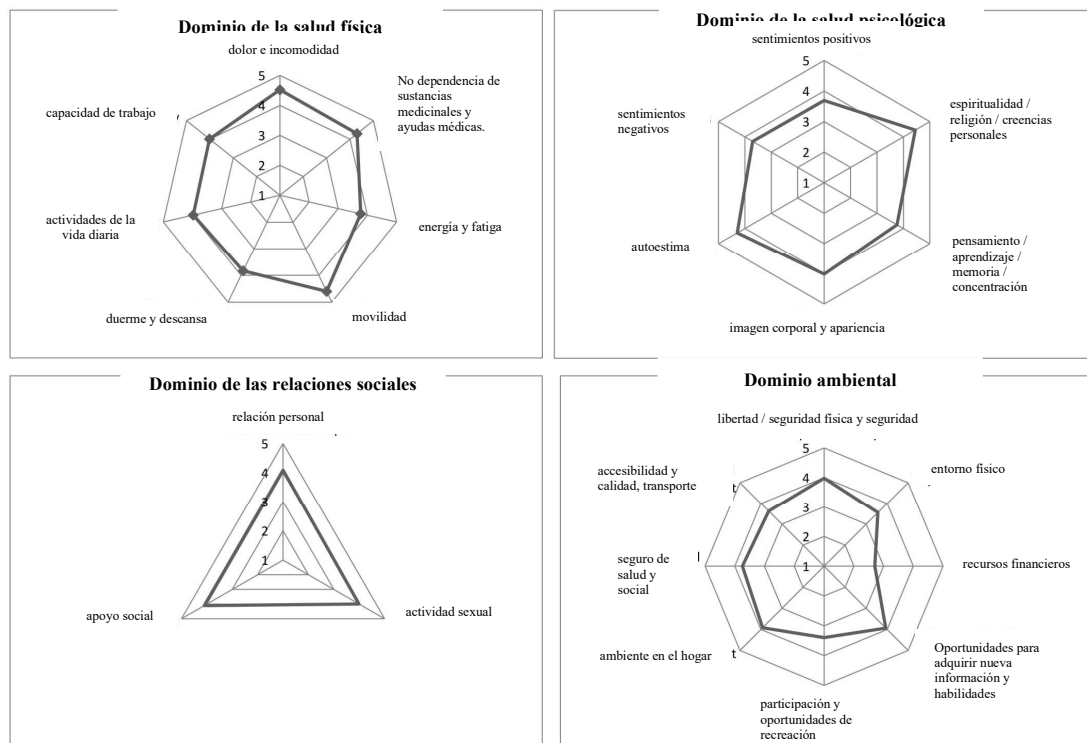 Dominio de la salud física
dolor e incomodidad
5
4
3
2
1
No dependencia de
sustancias
medicinales y
ayudas médicas.
capacidad de trabajo
actividades de la
vida diaria
energía y fatiga
duerme y descansa
movilidad
Dominio de la salud psicológica
sentimientos positivos
5
4
3
2
1
sentimientos
negativos
espiritualidad /
religión / creencias
personales
autoestima
pensamiento /
aprendizaje /
memoria /
concentración
imagen corporal y apariencia
Dominio de las relaciones sociales
relación personal
5
4
3
2
1
apoyo social
actividad sexual
Dominio ambiental
libertad / seguridad física y seguridad
5
4
3
2
1
accesibilidad y
calidad, transporte
t
entorno físico
seguro de
salud y
social
l
recursos financieros
ambiente en el hogar
t
Oportunidades para
adquirir nueva
información y
habilidades
participación y
oportunidades de
recreación